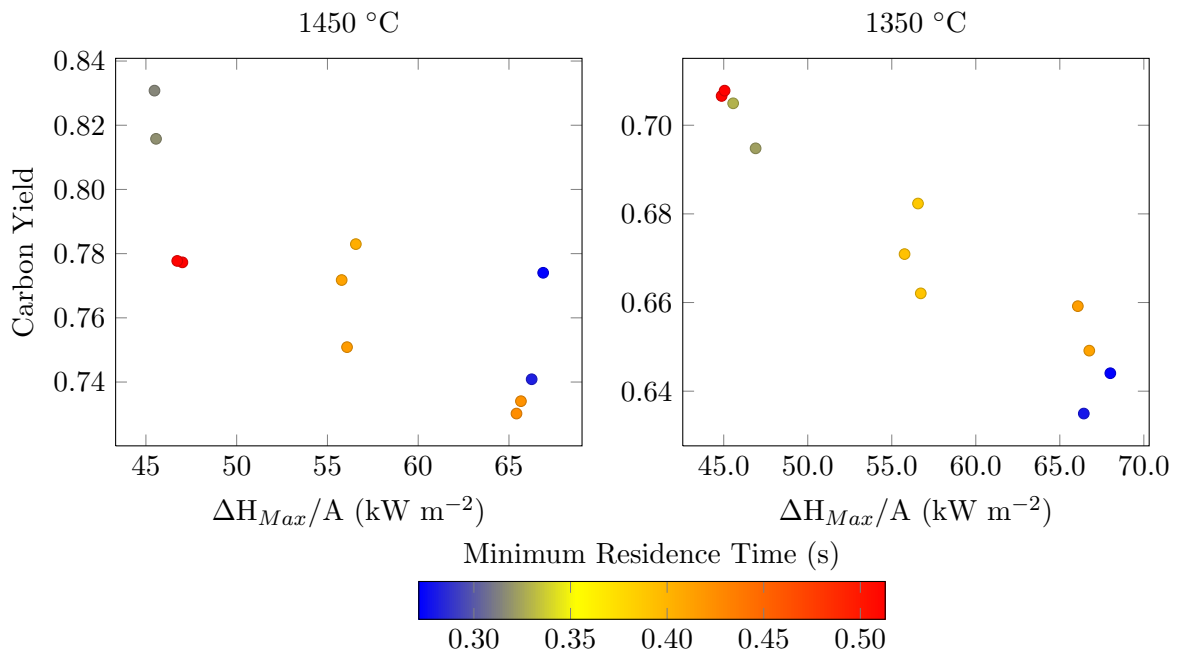 1450 °C
1350 °C
0.84
0.82
0.80
0.78
0.76
0.74
Carbon Yield
45 50 55 60 65
ΔH_Max/A (kW m⁻²)
0.70
0.68
0.66
0.64
45.0 50.0 55.0 60.0 65.0 70.0
ΔH_Max/A (kW m⁻²)
Minimum Residence Time (s)
0.30 0.35 0.40 0.45 0.50